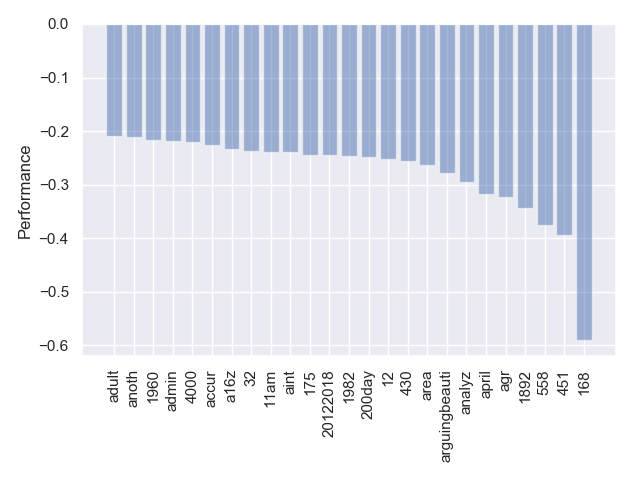 0.0
−0.1
−0.2
−0.3
−0.4
−0.5
−0.6
Performance
adult
anoth
1960
admin
4000
accur
a16z
32
11am
aint
175
20122018
1982
200day
12
430
area
arguingbeauti
analyz
april
agr
1892
558
451
168